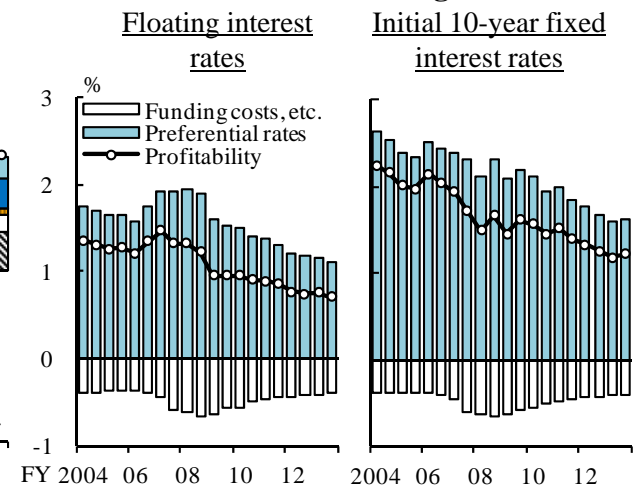 Floating interest
rates
Initial 10-year fixed
interest rates
%
Funding costs, etc.
Preferential rates
Profitability
3
2
1
0
-1
FY 2004 06 08 10 12
2004 06 08 10 12